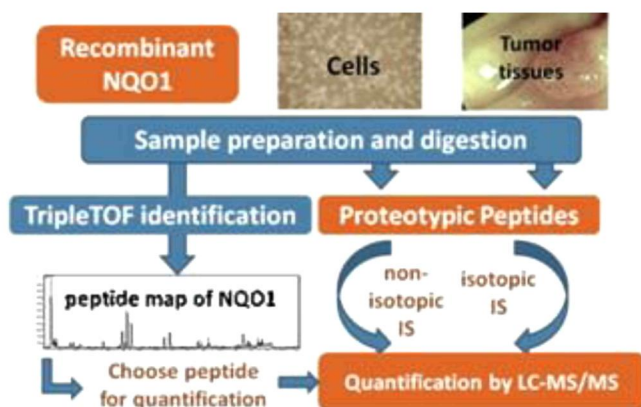 Recombinant
NQO1
Cells
Tumor
tissues
Sample preparation and digestion
TripleTOF identification
Proteotypic Peptides
peptide map of NQO1
non-
isotopic
IS
isotopic
IS
Choose peptide
for quantification
Quantification by LC-MS/MS